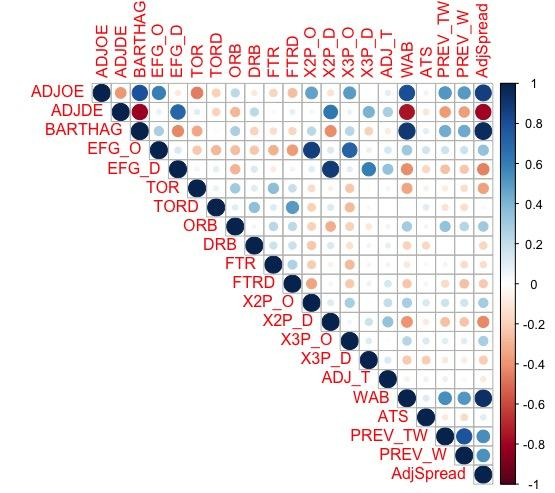 ADJOE
ADJDE
BARTHAG
EFG_O
EFG_D
TOR
TORD
ORB
DRB
FTR
FTRD
X2P_O
X2P_D
X3P_O
X3P_D
ADJ_T
WAB
ATS
PREV_TW
PREV_W
AdjSpread
ADJOE
ADJDE
BARTHAG
EFG_O
EFG_D
TOR
TORD
ORB
DRB
FTR
FTRD
X2P_O
X2P_D
X3P_O
X3P_D
ADJ_T
WAB
ATS
PREV_TW
PREV_W
AdjSpread
1
0.8
0.6
0.4
0.2
0
-0.2
-0.4
-0.6
-0.8
-1